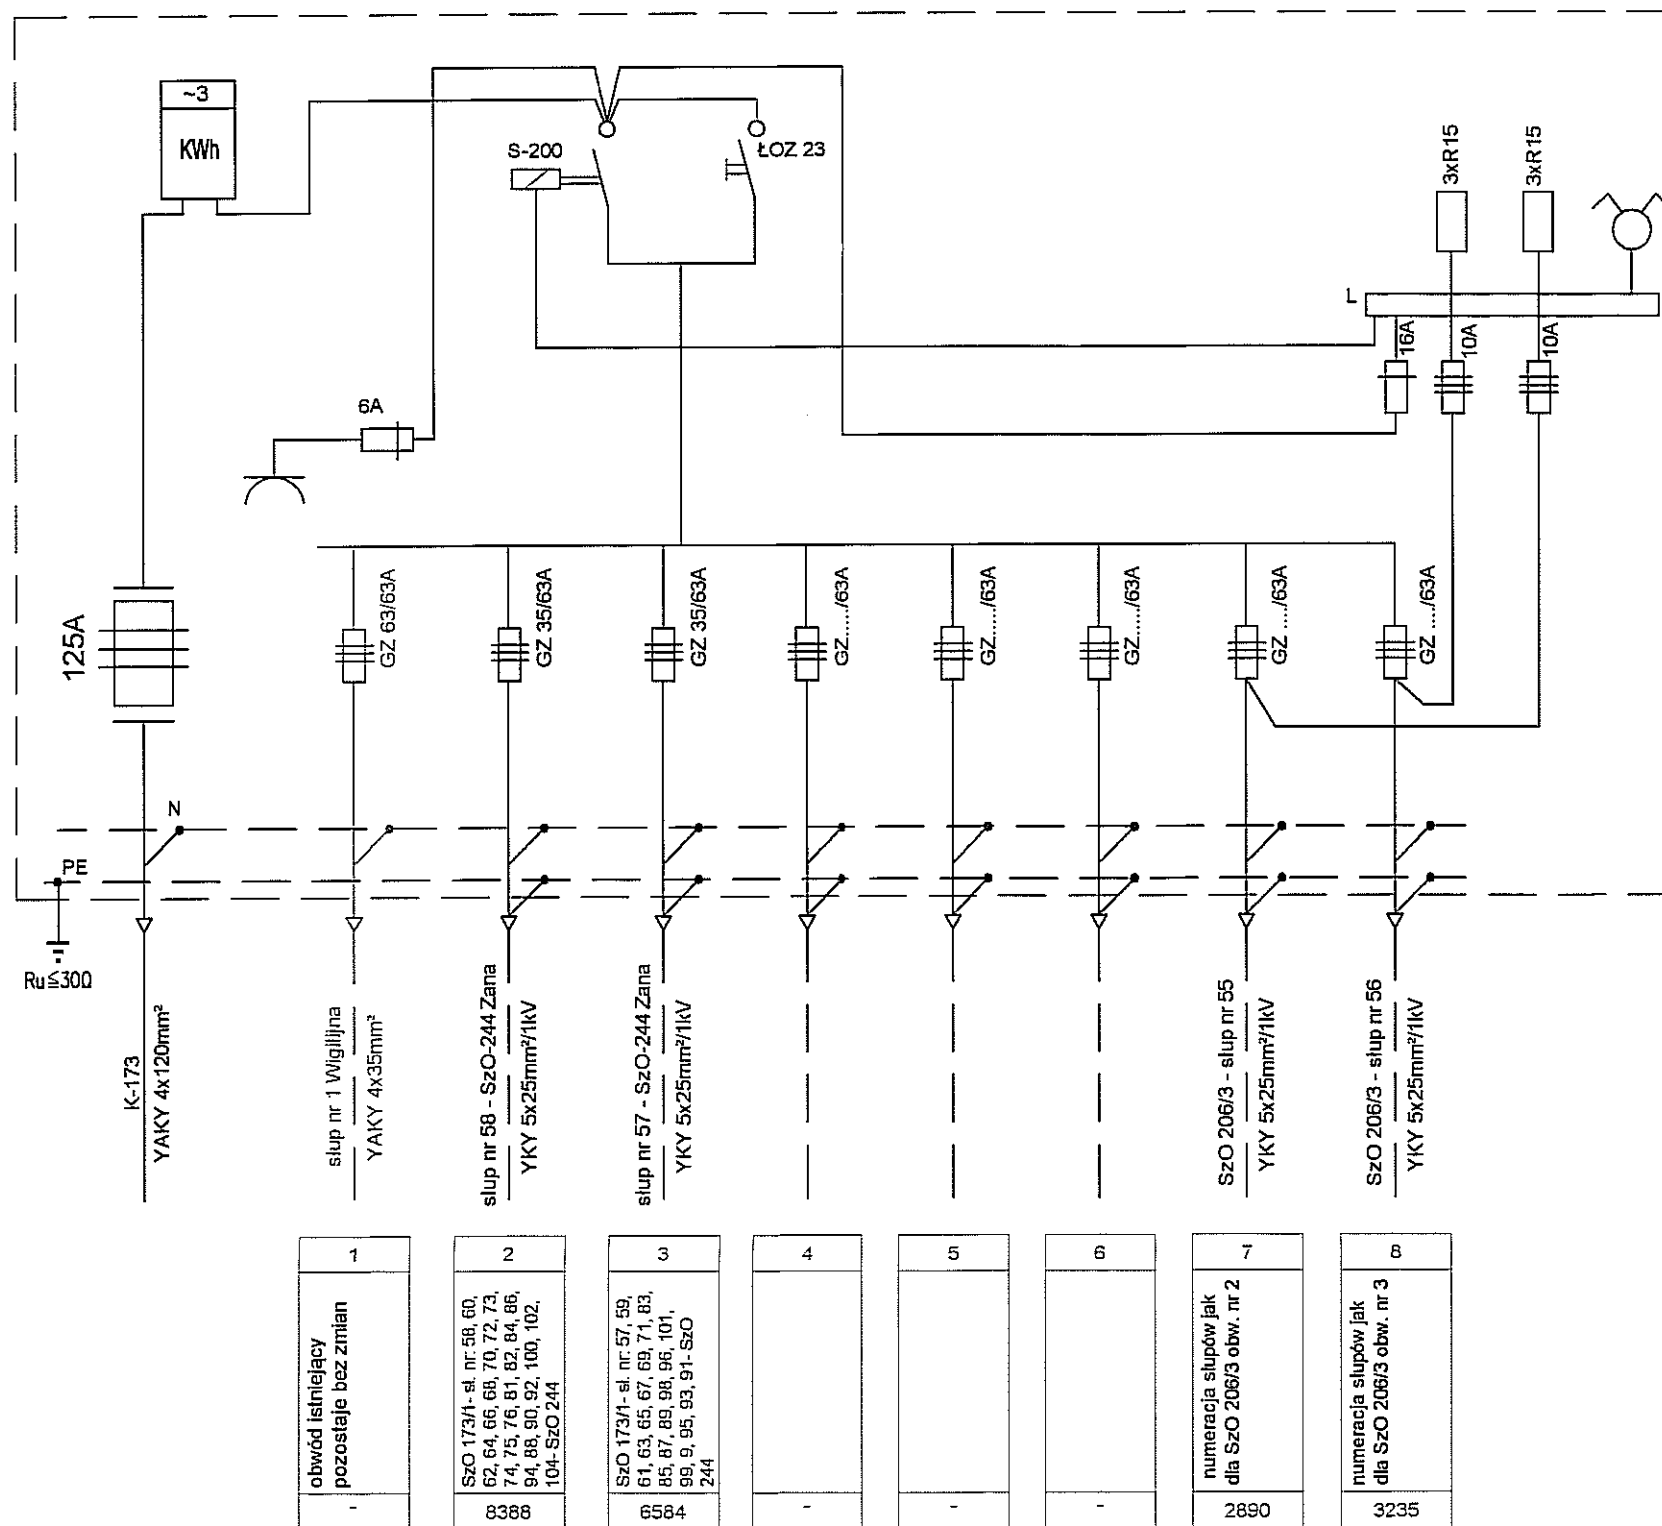 ~3
KWh
S-200
ŁOZ 23
3xR15
3xR15
L
16A
10A
10A
6A
125A
GZ 63/63A
GZ 35/63A
GZ 35/63A
GZ...../63A
GZ...../63A
GZ...../63A
GZ ..../63A
GZ ..../63A
N
PE
Ru≤30Ω
K-173
YAKY 4x120mm²
słup nr 1 Wigilijna
YAKY 4x35mm²
słup nr 58 - SzO-244 Zana
YKY 5x25mm²/1kV
słup nr 57 - SzO-244 Zana
YKY 5x25mm²/1kV
SzO 206/3 - słup nr 55
YKY 5x25mm²/1kV
SzO 206/3 - słup nr 56
YKY 5x25mm²/1kV
1
obwód istniejący
pozostaje bez zmian
-
2
SzO 173/1- sł. nr: 58, 60,
62, 64, 66, 68, 70, 72, 73,
74, 75, 76, 81, 82, 84, 86,
94, 88, 90, 92, 100, 102,
104- SzO 244
8388
3
SzO 173/1- sł. nr: 57, 59,
61, 63, 65, 67, 69, 71, 83,
85, 87, 89, 98, 96, 101,
99, 9, 95, 93, 91- SzO
244
6584
4
-
5
-
6
-
7
numeracja słupów jak
dla SzO 206/3 obw. nr 2
2890
8
numeracja słupów jak
dla SzO 206/3 obw. nr 3
3235